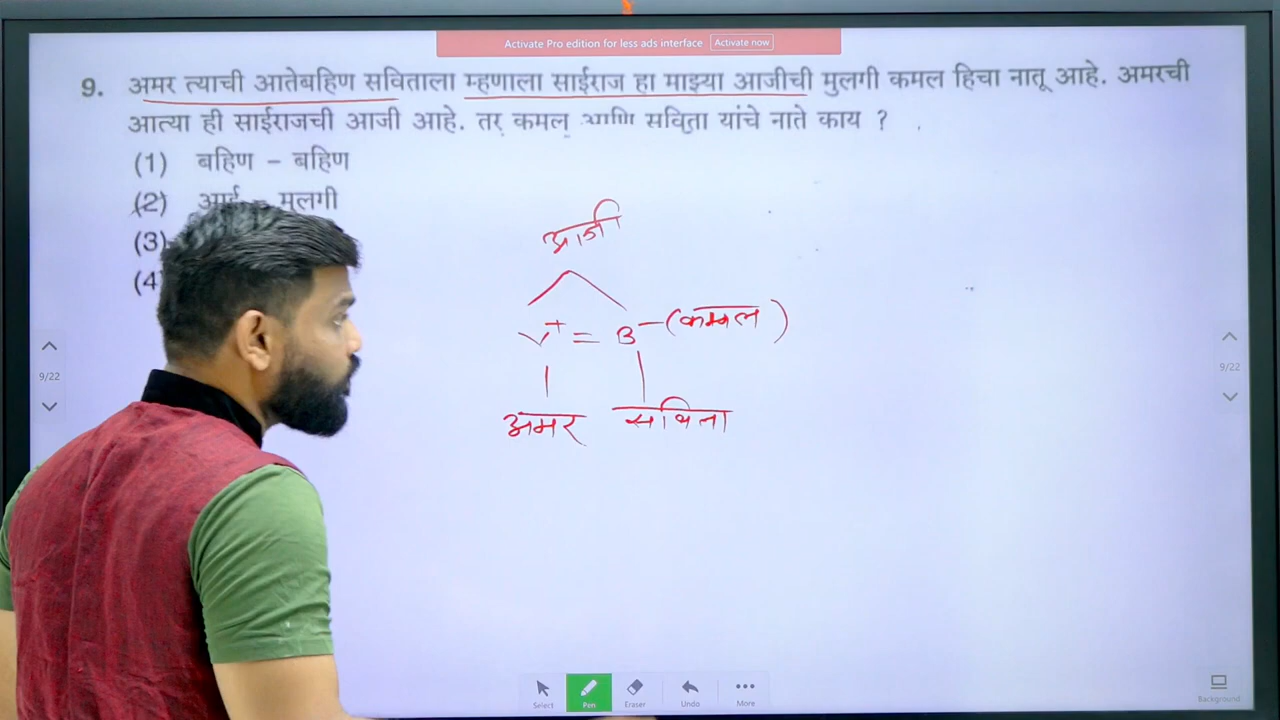 Activate Pro edition for less ads interface Activate now
9. अमर त्याची आतेबहिण सविताला म्हणाला साईराज हा माझ्या आजीची मुलगी कमल हिचा नातू आहे. अमरची
आत्या ही साईराजची आजी आहे. तर कमल आणि सविता यांचे नाते काय ?
(1) बहिण – बहिण
(2) आई – मुलगी
(3)
(4)
आजी
+ = B – (कमल)
अमर सविता
9/22
9/22
Select Pen Eraser Undo More
Background